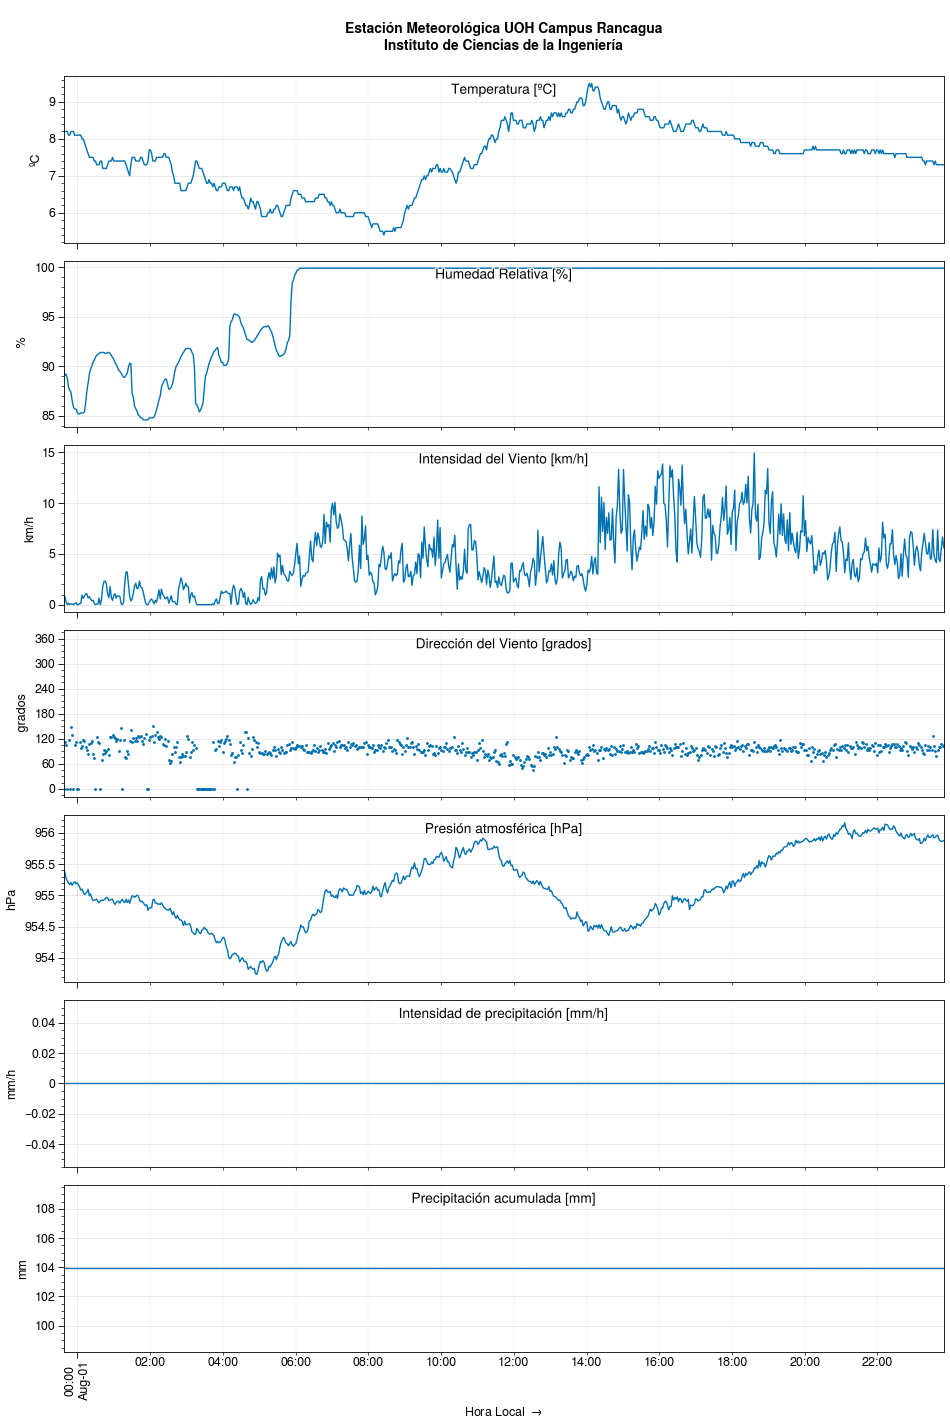 Estación Meteorológica UOH Campus Rancagua
Instituto de Ciencias de la Ingeniería
Temperatura [ºC]
ºC
9
8
7
6
Humedad Relativa [%]
%
100
95
90
85
Intensidad del Viento [km/h]
km/h
15
10
5
0
Dirección del Viento [grados]
grados
360
300
240
180
120
60
0
Presión atmosférica [hPa]
hPa
956
955.5
955
954.5
954
Intensidad de precipitación [mm/h]
mm/h
0.04
0.02
0
−0.02
−0.04
Precipitación acumulada [mm]
mm
108
106
104
102
100
00:00
Aug-01
02:00
04:00
06:00
08:00
10:00
12:00
14:00
16:00
18:00
20:00
22:00
Hora Local →